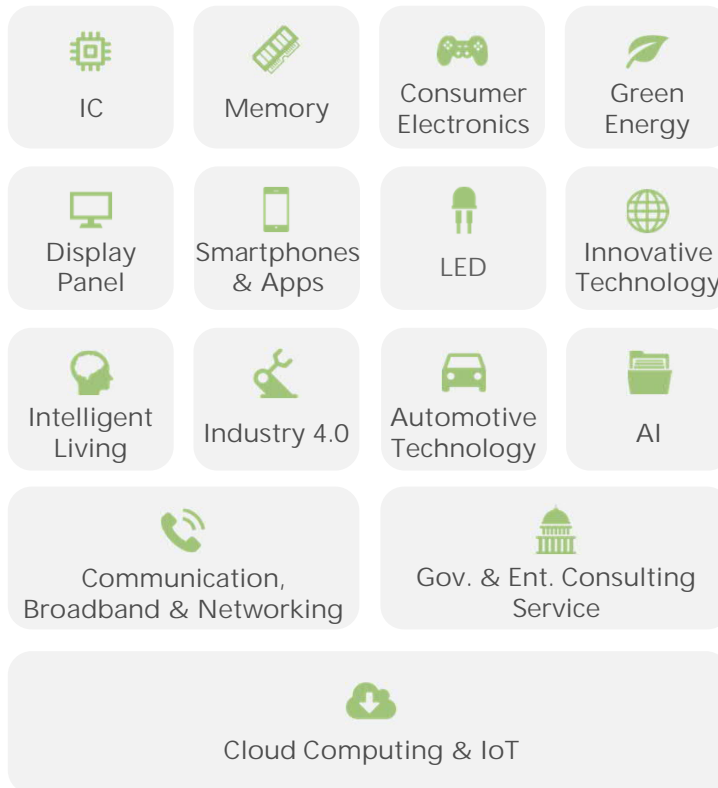 IC
Memory
Consumer
Electronics
Green
Energy
Display
Panel
Smartphones
& Apps
LED
Innovative
Technology
Intelligent
Living
Industry 4.0
Automotive
Technology
AI
Communication,
Broadband & Networking
Gov. & Ent. Consulting
Service
Cloud Computing & IoT